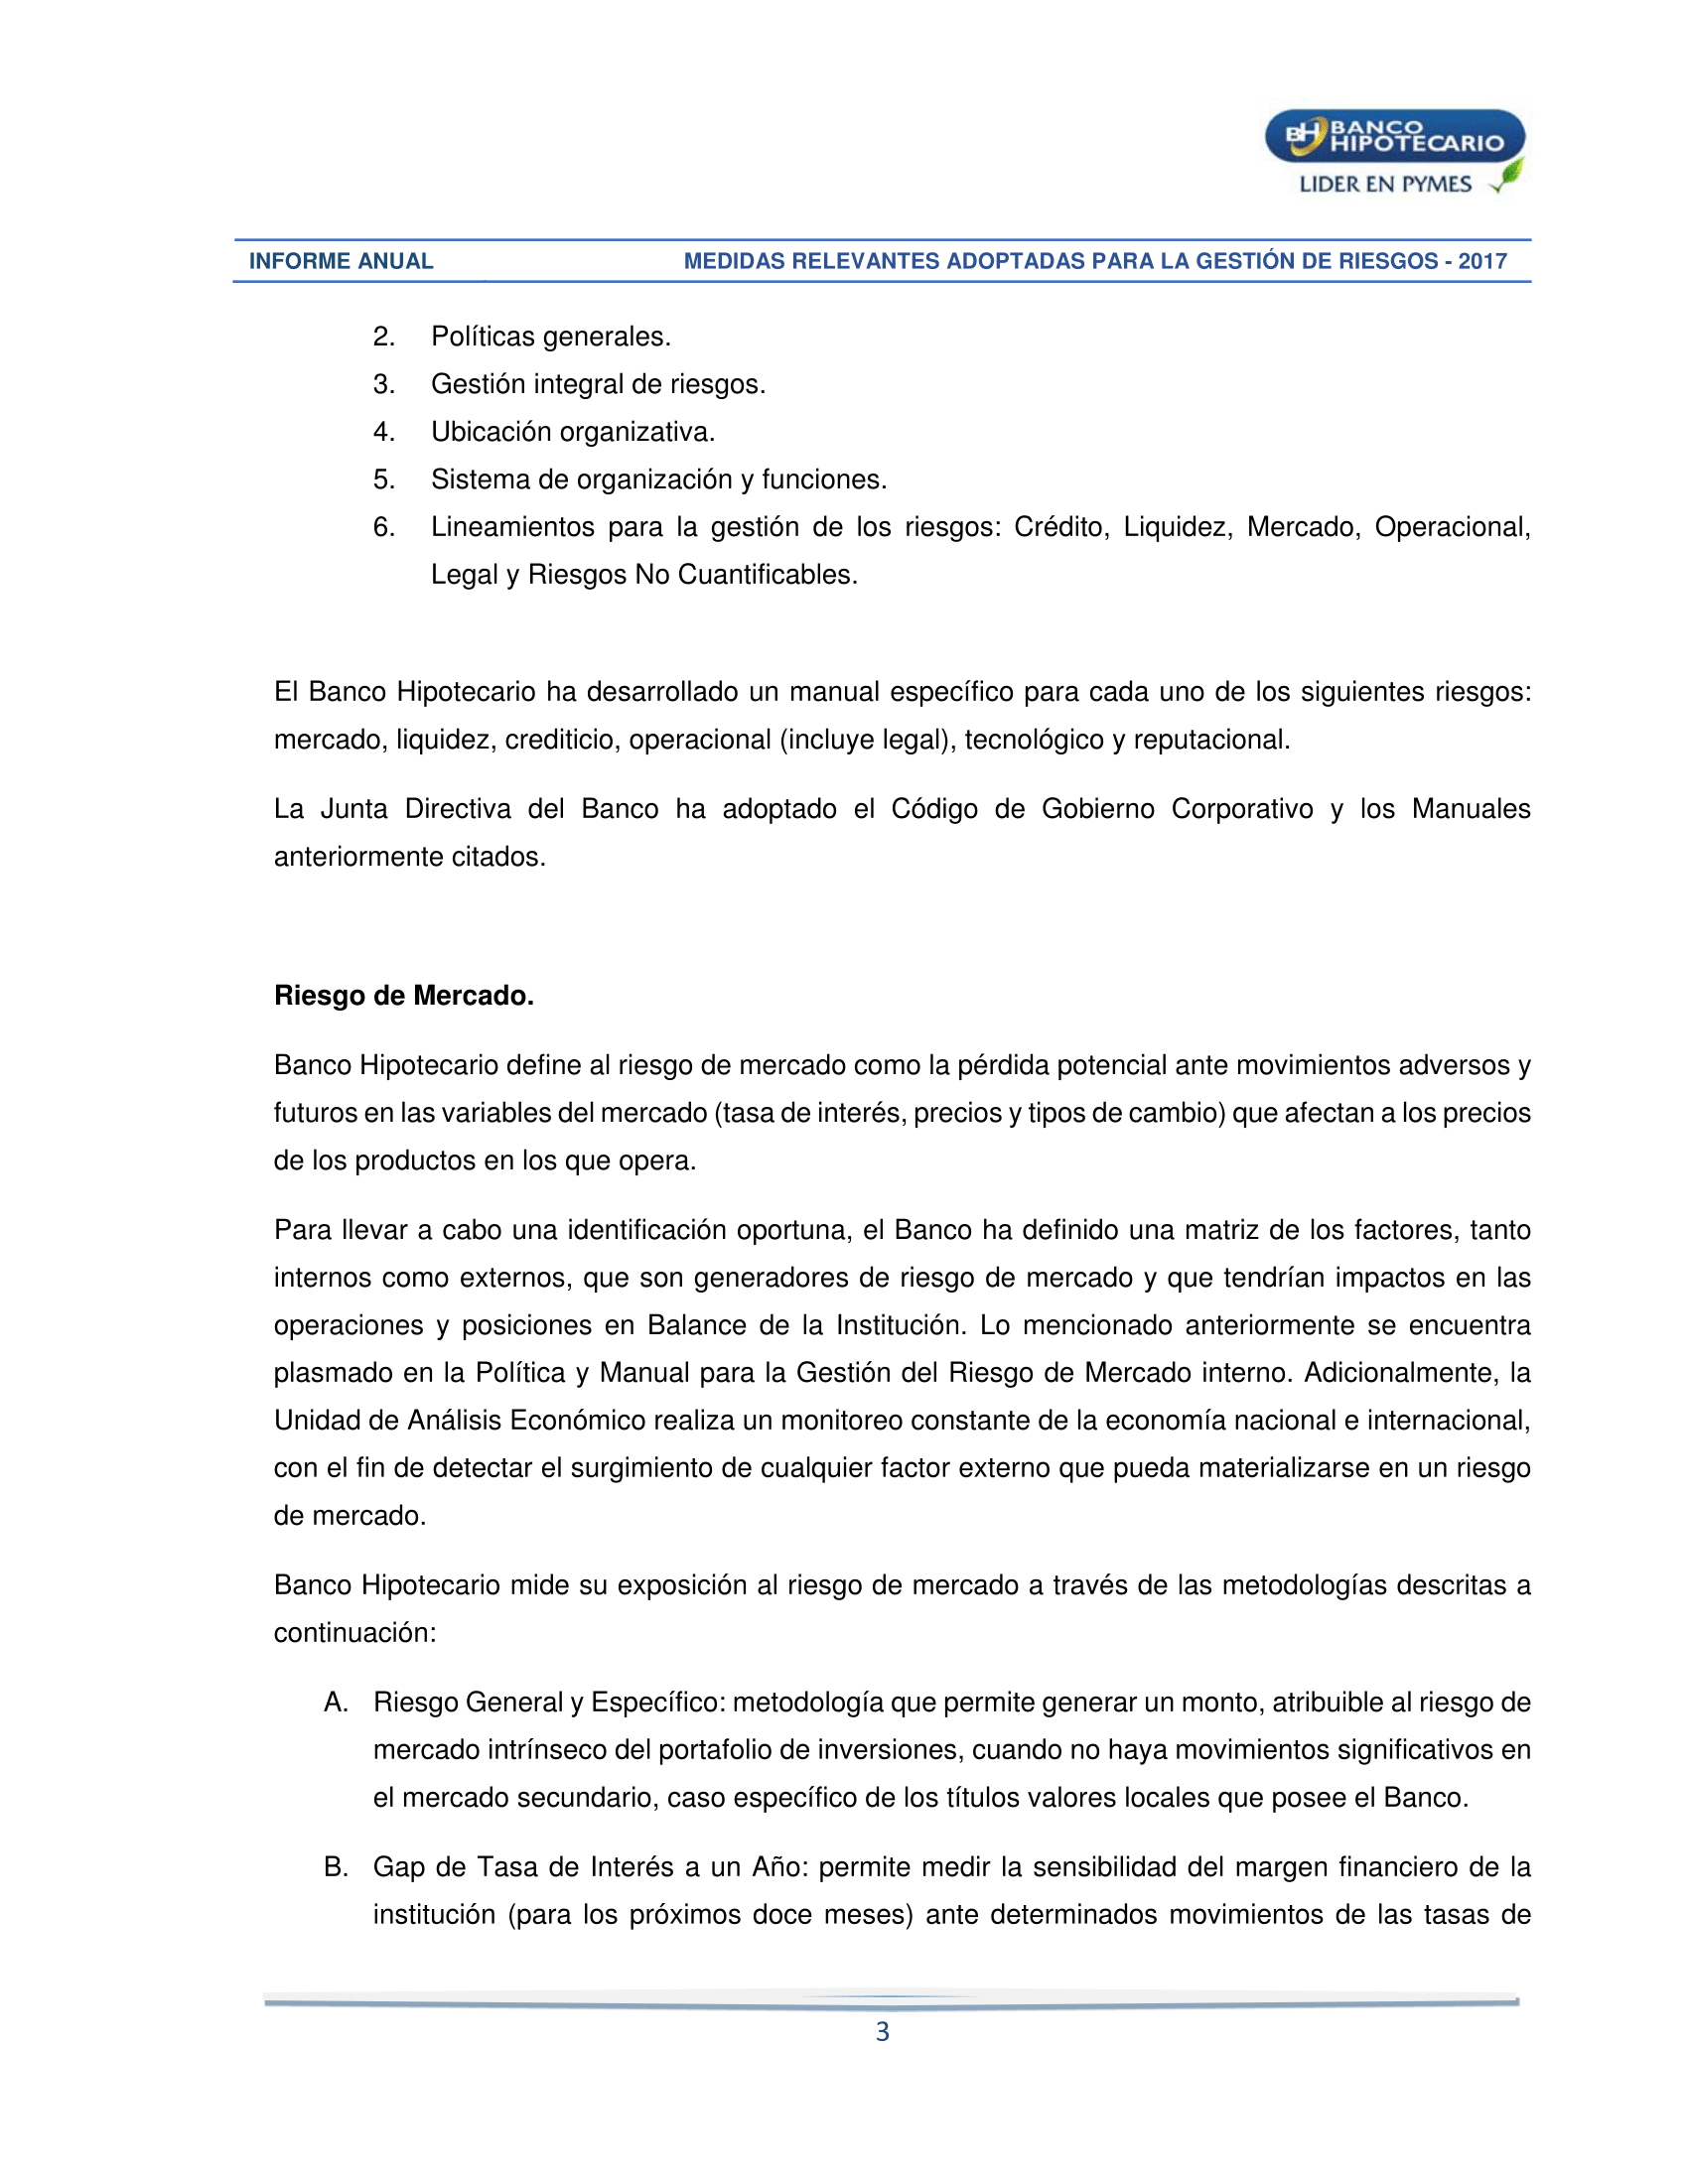 BH BANCO
HIPOTECARIO
LIDER EN PYMES
INFORME ANUAL MEDIDAS RELEVANTES ADOPTADAS PARA LA GESTIÓN DE RIESGOS - 2017
2. Políticas generales.
3. Gestión integral de riesgos.
4. Ubicación organizativa.
5. Sistema de organización y funciones.
6. Lineamientos para la gestión de los riesgos: Crédito, Liquidez, Mercado, Operacional,
Legal y Riesgos No Cuantificables.
El Banco Hipotecario ha desarrollado un manual específico para cada uno de los siguientes riesgos:
mercado, liquidez, crediticio, operacional (incluye legal), tecnológico y reputacional.
La Junta Directiva del Banco ha adoptado el Código de Gobierno Corporativo y los Manuales
anteriormente citados.
Riesgo de Mercado.
Banco Hipotecario define al riesgo de mercado como la pérdida potencial ante movimientos adversos y
futuros en las variables del mercado (tasa de interés, precios y tipos de cambio) que afectan a los precios
de los productos en los que opera.
Para llevar a cabo una identificación oportuna, el Banco ha definido una matriz de los factores, tanto
internos como externos, que son generadores de riesgo de mercado y que tendrían impactos en las
operaciones y posiciones en Balance de la Institución. Lo mencionado anteriormente se encuentra
plasmado en la Política y Manual para la Gestión del Riesgo de Mercado interno. Adicionalmente, la
Unidad de Análisis Económico realiza un monitoreo constante de la economía nacional e internacional,
con el fin de detectar el surgimiento de cualquier factor externo que pueda materializarse en un riesgo
de mercado.
Banco Hipotecario mide su exposición al riesgo de mercado a través de las metodologías descritas a
continuación:
A. Riesgo General y Específico: metodología que permite generar un monto, atribuible al riesgo de
mercado intrínseco del portafolio de inversiones, cuando no haya movimientos significativos en
el mercado secundario, caso específico de los títulos valores locales que posee el Banco.
B. Gap de Tasa de Interés a un Año: permite medir la sensibilidad del margen financiero de la
institución (para los próximos doce meses) ante determinados movimientos de las tasas de
3